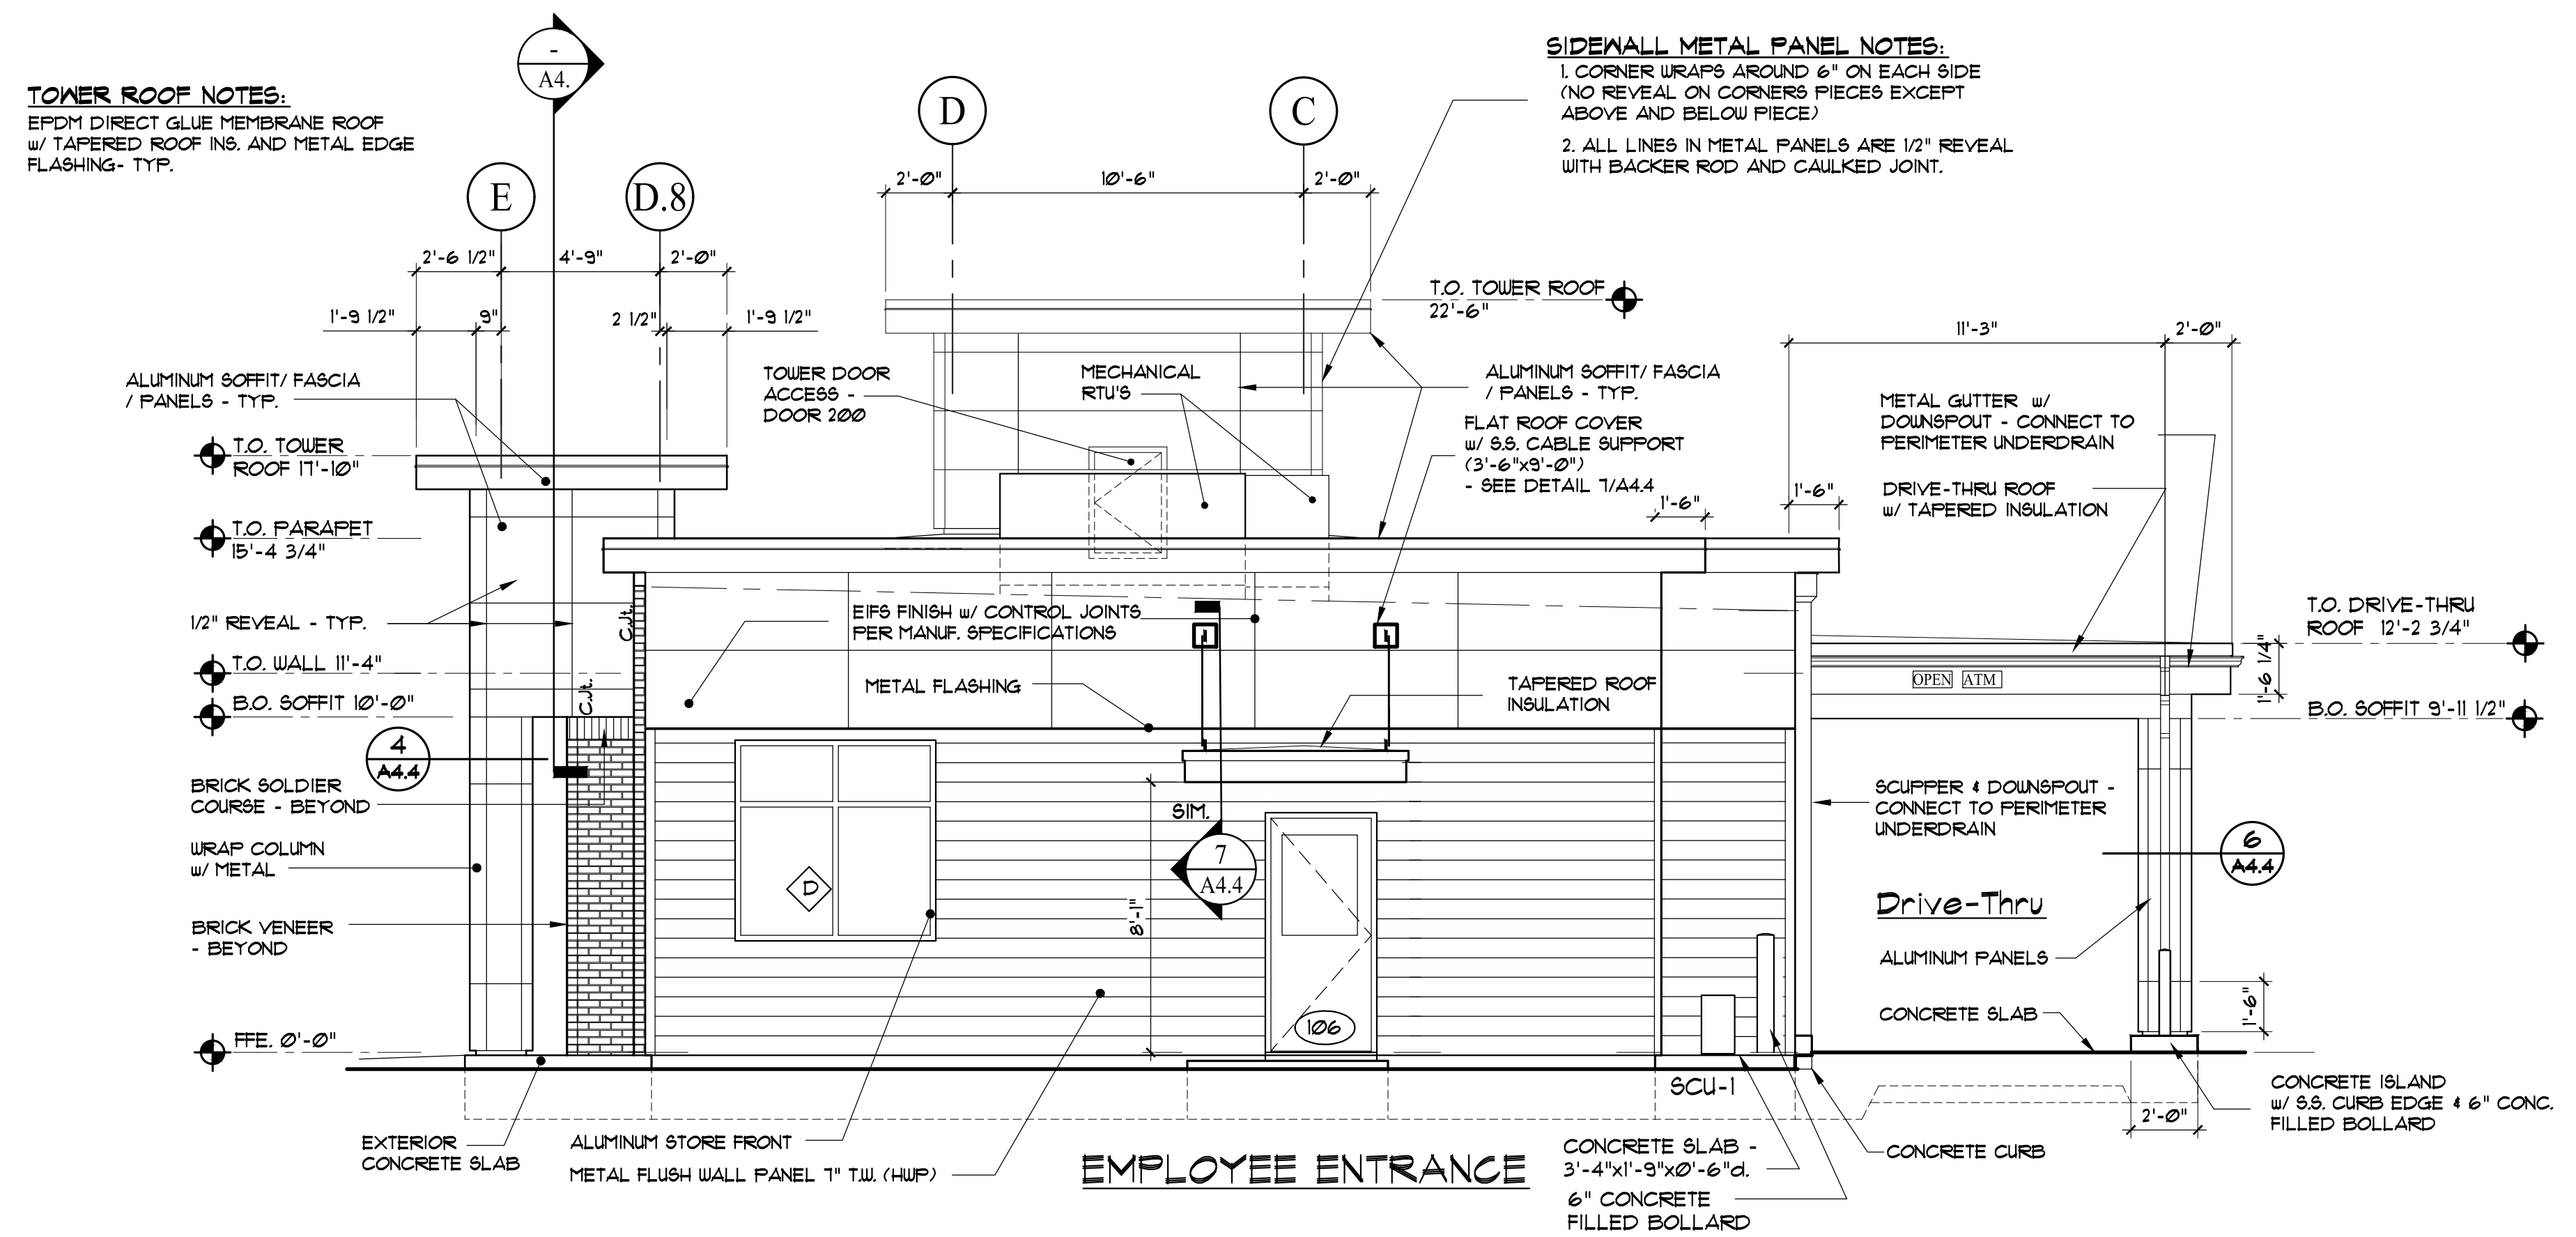 -
A4.
TOWER ROOF NOTES:
EPDM DIRECT GLUE MEMBRANE ROOF
w/ TAPERED ROOF INS. AND METAL EDGE
FLASHING- TYP.
SIDEWALL METAL PANEL NOTES:
1. CORNER WRAPS AROUND 6" ON EACH SIDE
(NO REVEAL ON CORNERS PIECES EXCEPT
ABOVE AND BELOW PIECE)
2. ALL LINES IN METAL PANELS ARE 1/2" REVEAL
WITH BACKER ROD AND CAULKED JOINT.
D
C
E
D.8
2'-0"
10'-6"
2'-0"
2'-6 1/2"
4'-9"
2'-0"
1'-9 1/2"
9"
2 1/2"
1'-9 1/2"
T.O. TOWER ROOF
22'-6"
11'-3"
2'-0"
ALUMINUM SOFFIT/ FASCIA
/ PANELS - TYP.
TOWER DOOR
ACCESS -
DOOR 200
MECHANICAL
RTU'S
ALUMINUM SOFFIT/ FASCIA
/ PANELS - TYP.
FLAT ROOF COVER
w/ S.S. CABLE SUPPORT
(3'-6"x9'-0")
- SEE DETAIL 7/A4.4
METAL GUTTER w/
DOWNSPOUT - CONNECT TO
PERIMETER UNDERDRAIN
DRIVE-THRU ROOF
w/ TAPERED INSULATION
1'-6"
1'-6"
T.O. TOWER
ROOF 17'-10"
T.O. PARAPET
15'-4 3/4"
1/2" REVEAL - TYP.
T.O. WALL 11'-4"
B.O. SOFFIT 10'-0"
C.Jt.
C.Jt.
EIFS FINISH w/ CONTROL JOINTS
PER MANUF. SPECIFICATIONS
METAL FLASHING
TAPERED ROOF
INSULATION
OPEN
ATM
T.O. DRIVE-THRU
ROOF 12'-2 3/4"
1'-6 1/4"
B.O. SOFFIT 9'-11 1/2"
4
A4.4
BRICK SOLDIER
COURSE - BEYOND
WRAP COLUMN
w/ METAL
BRICK VENEER
- BEYOND
D
SIM.
7
A4.4
8'-1"
106
SCUPPER & DOWNSPOUT -
CONNECT TO PERIMETER
UNDERDRAIN
6
A4.4
Drive-Thru
ALUMINUM PANELS
CONCRETE SLAB
1'-6"
FFE. 0'-0"
SCU-1
2'-0"
CONCRETE ISLAND
w/ S.S. CURB EDGE & 6" CONC.
FILLED BOLLARD
EXTERIOR
CONCRETE SLAB
ALUMINUM STORE FRONT
METAL FLUSH WALL PANEL 7" T.W. (HWP)
EMPLOYEE ENTRANCE
CONCRETE SLAB -
3'-4"x1'-9"x0'-6"d.
6" CONCRETE
FILLED BOLLARD
CONCRETE CURB